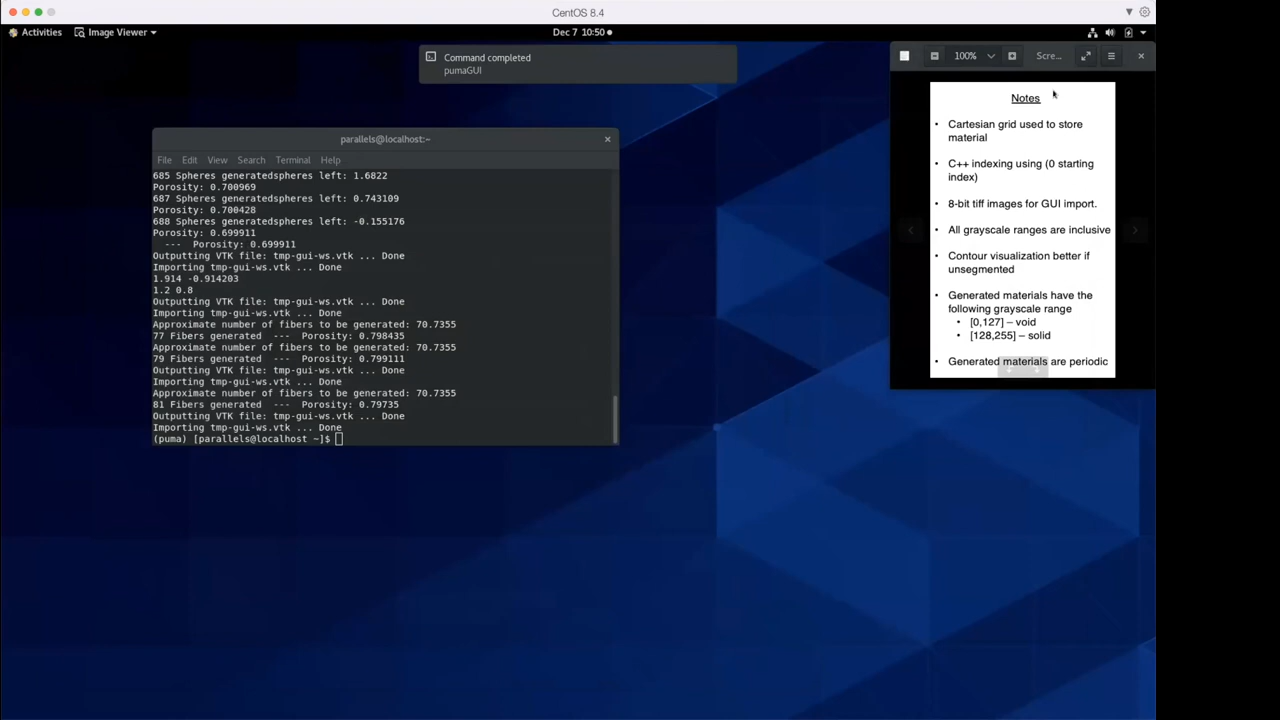 CentOS 8.4
Activities
Image Viewer
Dec 7 10:50
Command completed
pumaGUI
100%
Scre...
parallels@localhost:~
File Edit View Search Terminal Help
685 Spheres generatedspheres left: 1.6822
Porosity: 0.700969
687 Spheres generatedspheres left: 0.743109
Porosity: 0.700428
688 Spheres generatedspheres left: -0.155176
Porosity: 0.699911
--- Porosity: 0.699911
Outputting VTK file: tmp-gui-ws.vtk ... Done
Importing tmp-gui-ws.vtk ... Done
1.914 -0.914203
1.2 0.8
Outputting VTK file: tmp-gui-ws.vtk ... Done
Importing tmp-gui-ws.vtk ... Done
Approximate number of fibers to be generated: 70.7355
77 Fibers generated --- Porosity: 0.798435
Approximate number of fibers to be generated: 70.7355
79 Fibers generated --- Porosity: 0.799111
Outputting VTK file: tmp-gui-ws.vtk ... Done
Importing tmp-gui-ws.vtk ... Done
Approximate number of fibers to be generated: 70.7355
81 Fibers generated --- Porosity: 0.79735
Outputting VTK file: tmp-gui-ws.vtk ... Done
Importing tmp-gui-ws.vtk ... Done
(puma) [parallels@localhost ~]$
Notes
• Cartesian grid used to store
material
• C++ indexing using (0 starting
index)
• 8-bit tiff images for GUI import.
• All grayscale ranges are inclusive
• Contour visualization better if
unsegmented
• Generated materials have the
following grayscale range
• [0,127] – void
• [128,255] – solid
• Generated materials are periodic